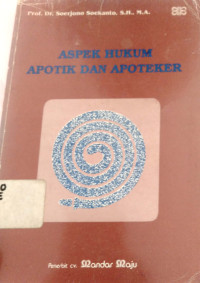 Prof. Dr. Soerjono Soekanto, S.H., M.A.
ASPEK HUKUM
APOTIK DAN APOTEKER
Penerbit CV. Mandar Maju